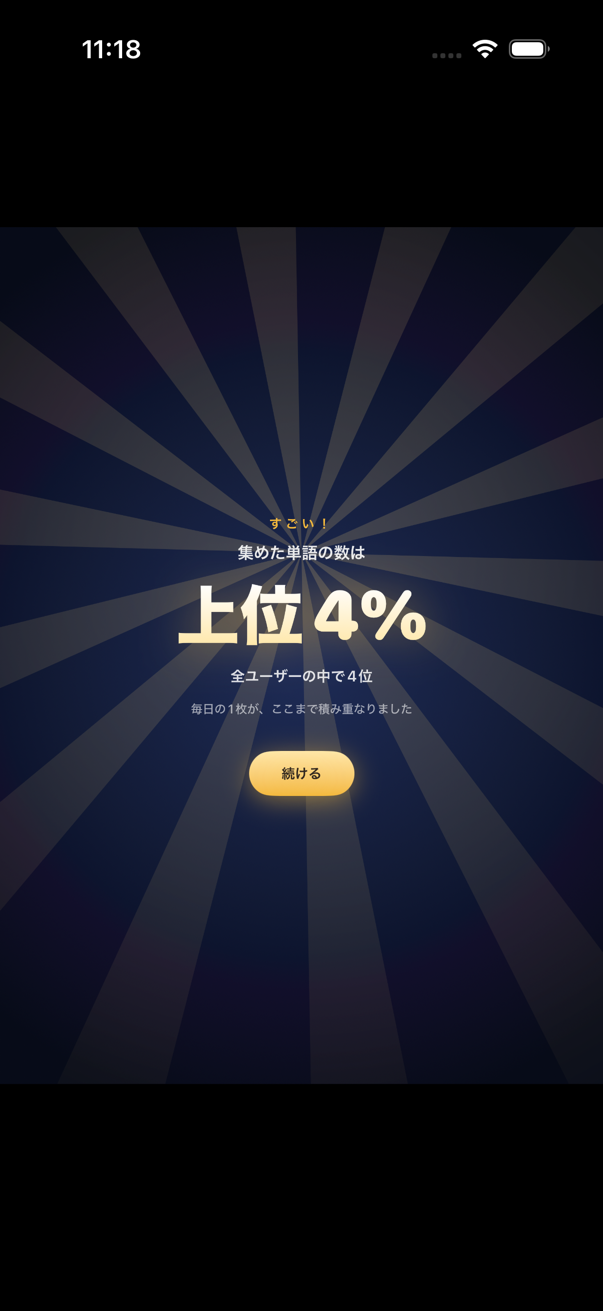 11:18
すごい！
集めた単語の数は
上位 4%
全ユーザーの中で4位
毎日の1枚が、ここまで積み重なりました
続ける